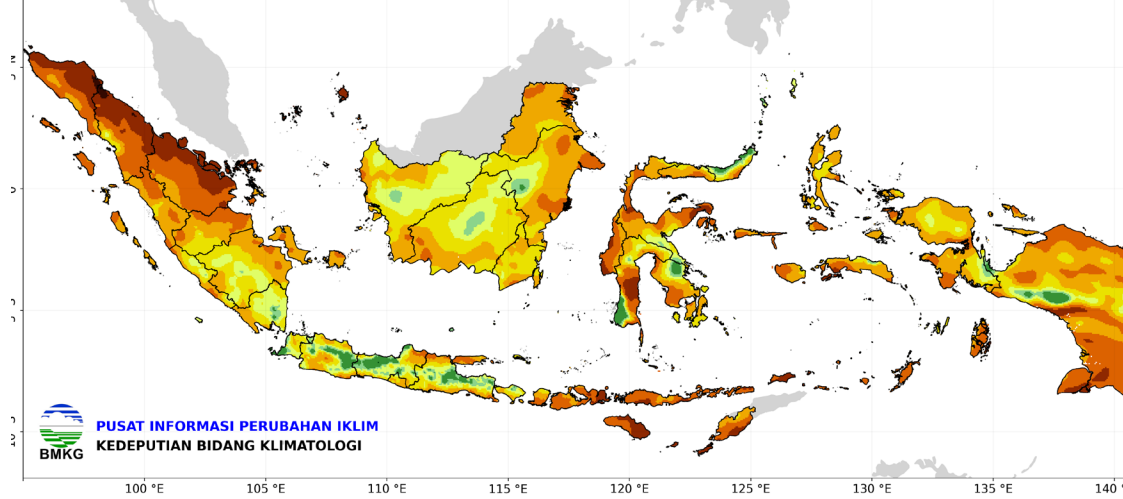 PUSAT INFORMASI PERUBAHAN IKLIM
KEDEPUTIAN BIDANG KLIMATOLOGI
BMKG
100 °E 105 °E 110 °E 115 °E 120 °E 125 °E 130 °E 135 °E 140 °